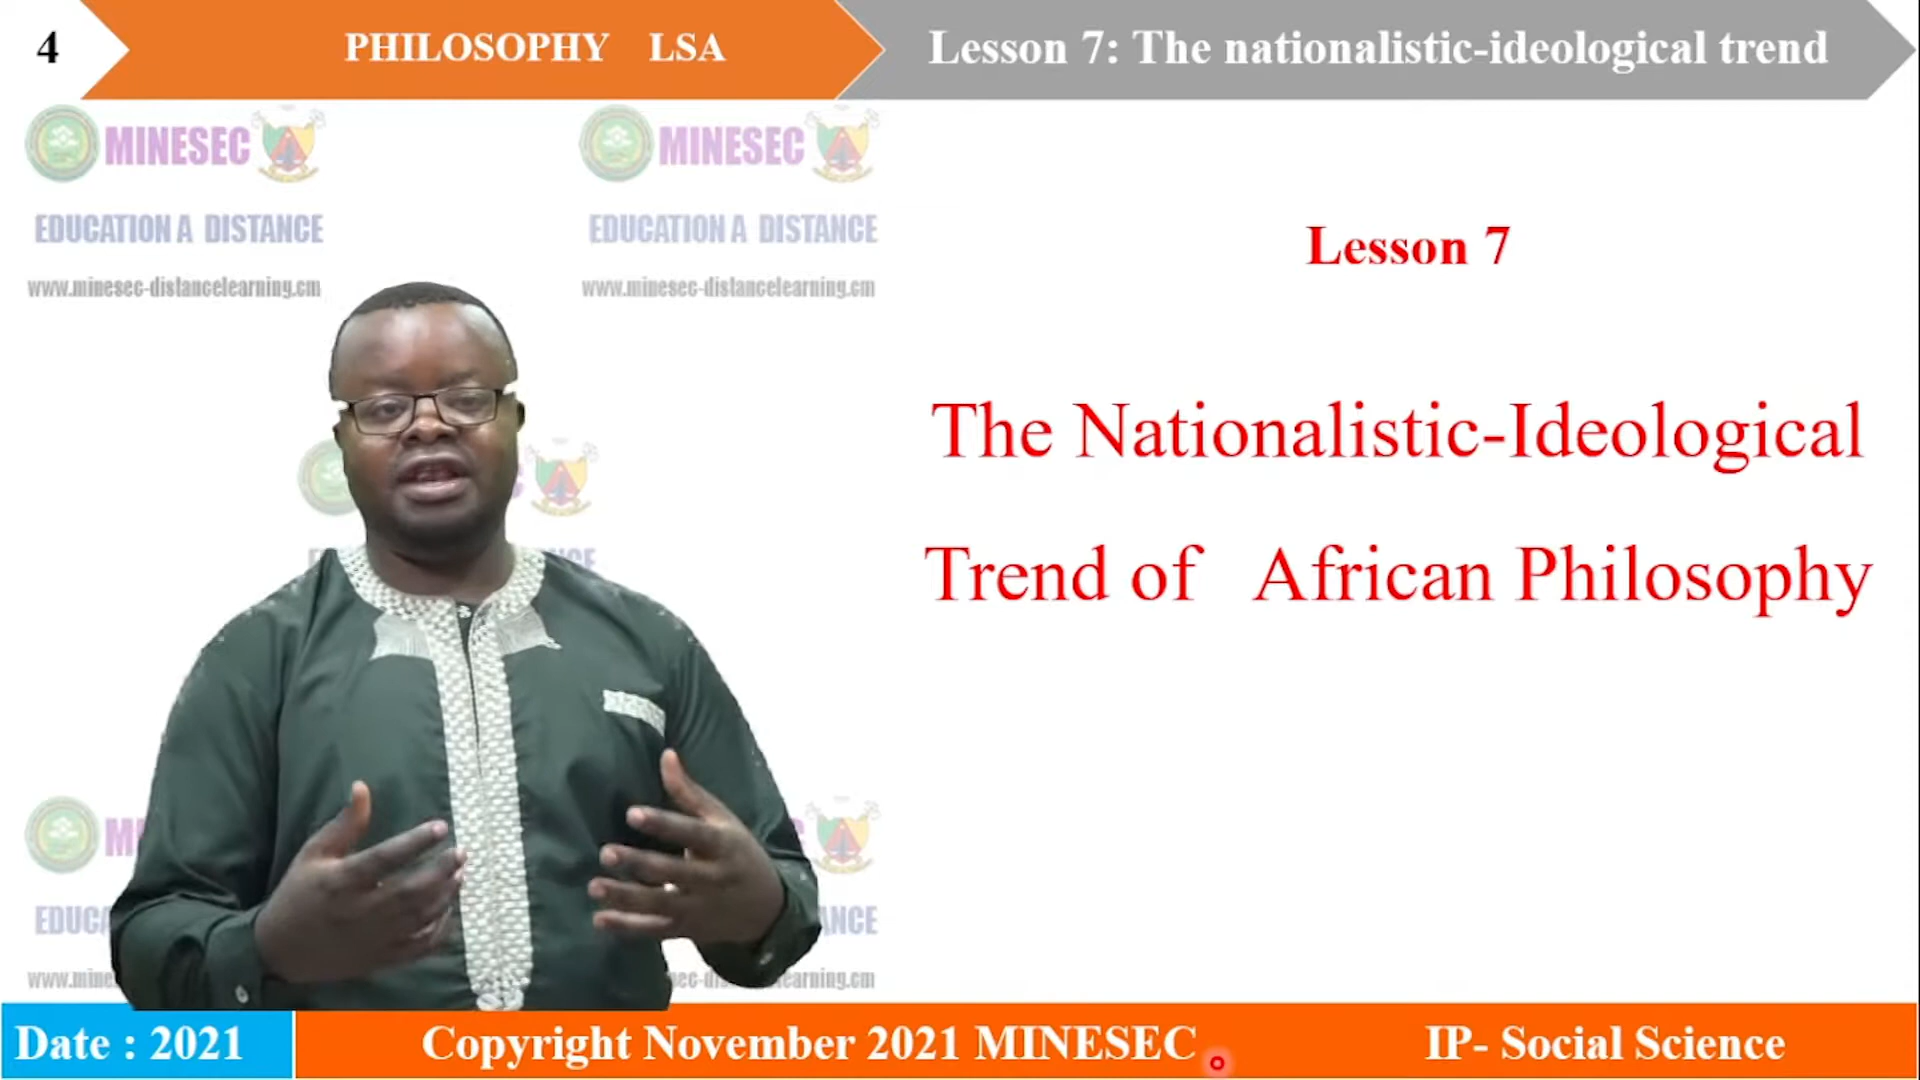 4
PHILOSOPHY LSA
Lesson 7: The nationalistic-ideological trend
MINESEC
MINESEC
EDUCATION A DISTANCE
EDUCATION A DISTANCE
www.minesec-distancelearning.cm
www.minesec-distancelearning.cm
Lesson 7
The Nationalistic-Ideological
Trend of African Philosophy
Date : 2021
Copyright November 2021 MINESEC
IP- Social Science